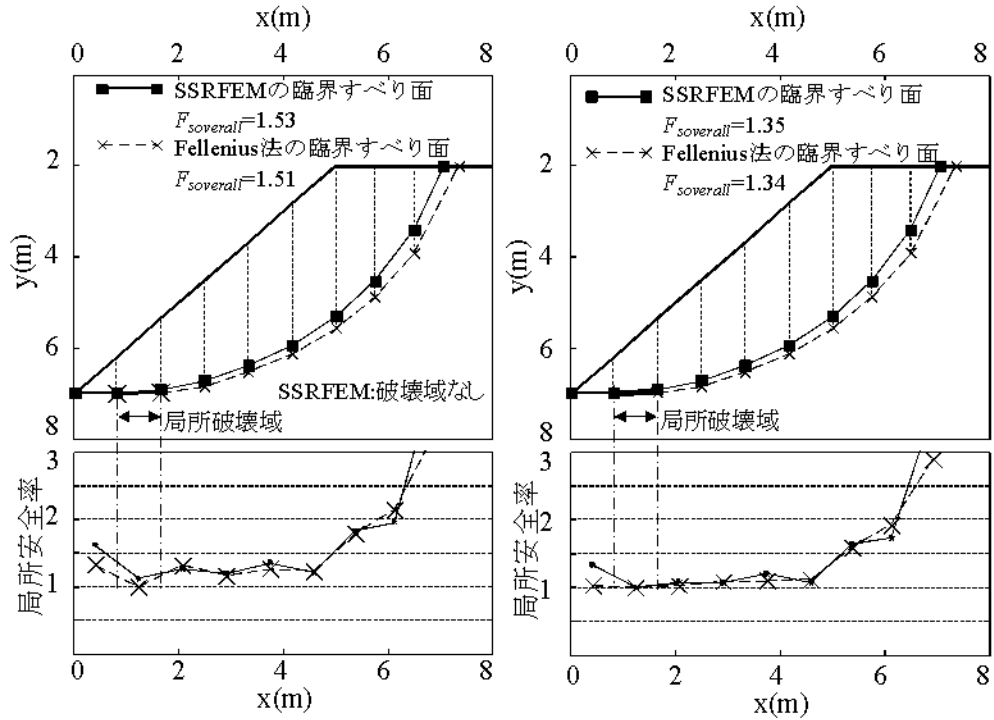 x(m)
0 2 4 6 8
SSRFEMの臨界すべり面
Fsoverall=1.53
Fellenius法の臨界すべり面
Fsoverall=1.51
2
4
6
8
y(m)
SSRFEM:破壊域なし
局所破壊域
3
2
1
局所安全率
0 2 4 6 8
x(m)
x(m)
0 2 4 6 8
SSRFEMの臨界すべり面
Fsoverall=1.35
Fellenius法の臨界すべり面
Fsoverall=1.34
2
4
6
8
y(m)
局所破壊域
3
2
1
局所安全率
0 2 4 6 8
x(m)